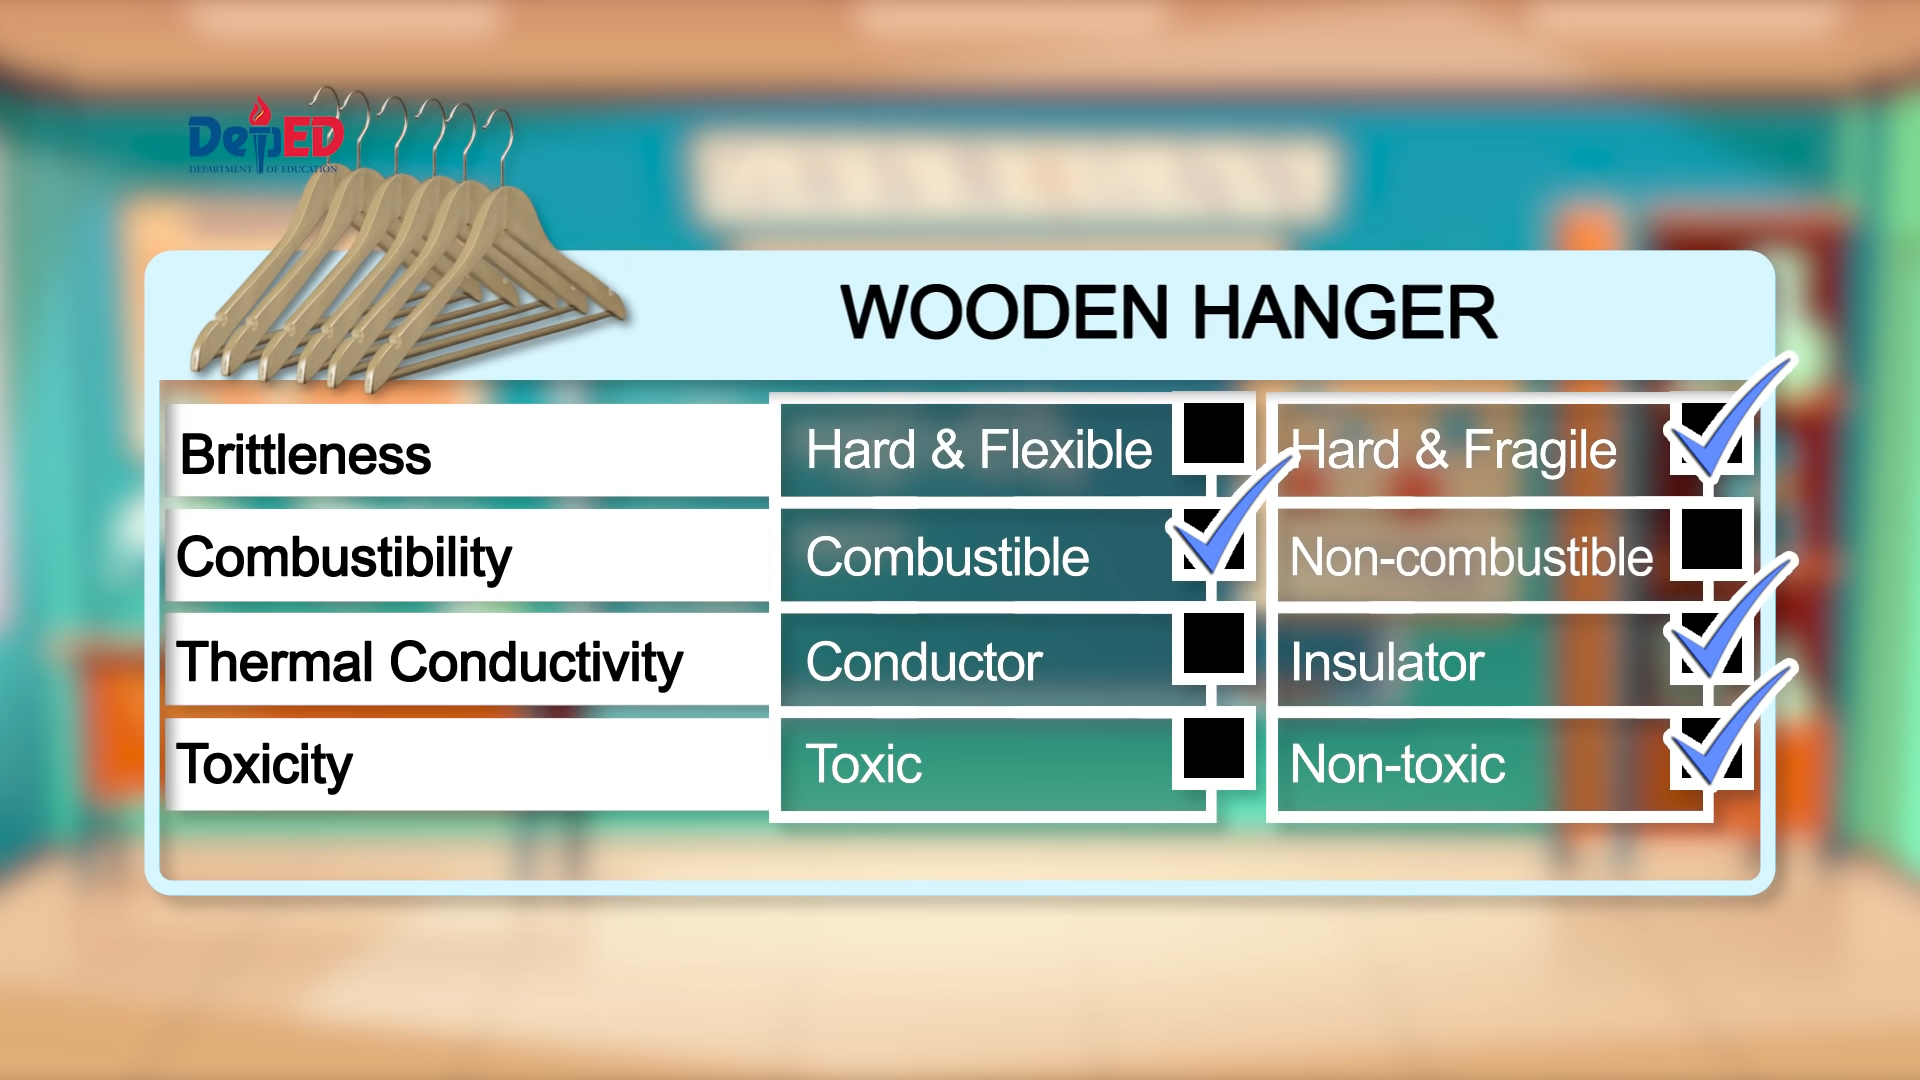 DepED
DEPARTMENT OF EDUCATION
WOODEN HANGER
Brittleness Hard & Flexible Hard & Fragile
Combustibility Combustible Non-combustible
Thermal Conductivity Conductor Insulator
Toxicity Toxic Non-toxic